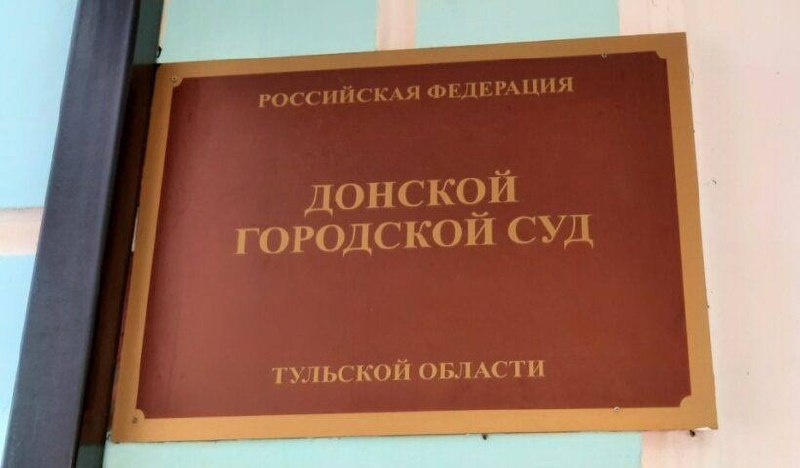 РОССИЙСКАЯ ФЕДЕРАЦИЯ
ДОНСКОЙ
ГОРОДСКОЙ СУД
ТУЛЬСКОЙ ОБЛАСТИ